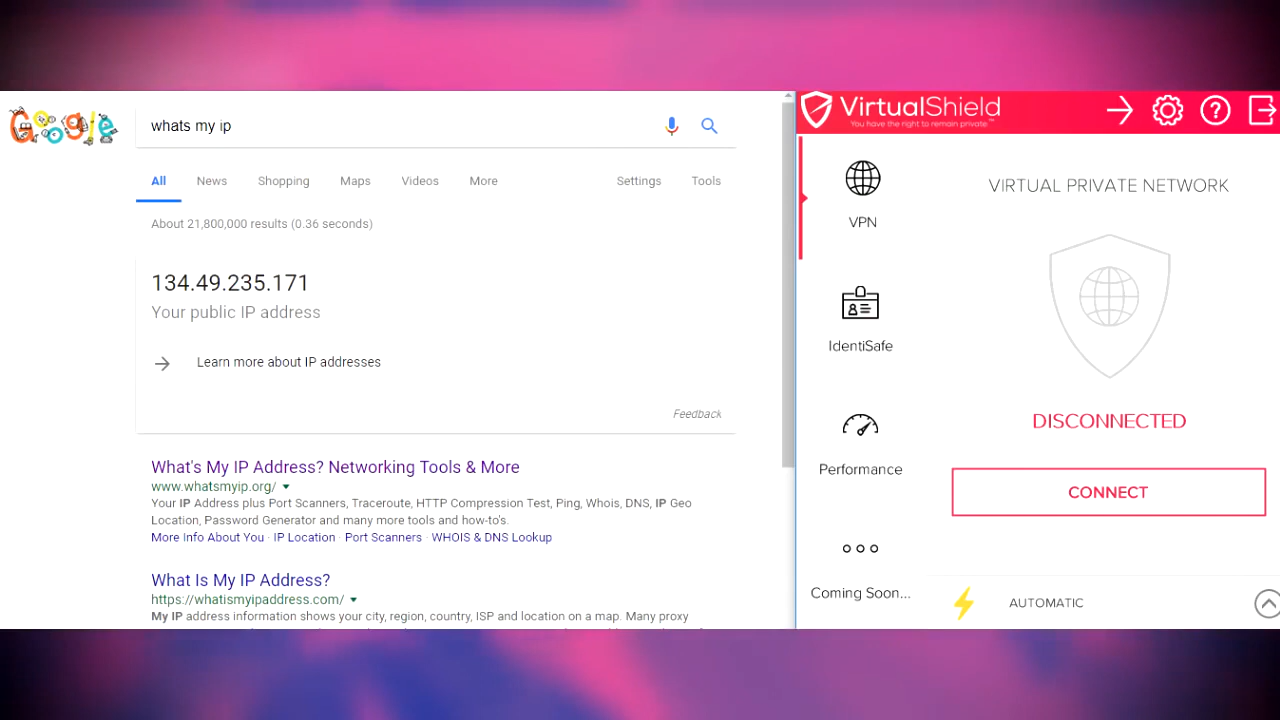 Google
whats my ip
All News Shopping Maps Videos More Settings Tools
About 21,800,000 results (0.36 seconds)
134.49.235.171
Your public IP address
Learn more about IP addresses
Feedback
What's My IP Address? Networking Tools & More
www.whatsmyip.org/
Your IP Address plus Port Scanners, Traceroute, HTTP Compression Test, Ping, Whois, DNS, IP Geo
Location, Password Generator and many more tools and how-to's.
More Info About You · IP Location · Port Scanners · WHOIS & DNS Lookup
What Is My IP Address?
https://whatismyipaddress.com/
My IP address information shows your city, region, country, ISP and location on a map. Many proxy
VirtualShield
You have the right to remain private.™
VPN
IdentiSafe
Performance
Coming Soon...
VIRTUAL PRIVATE NETWORK
DISCONNECTED
CONNECT
AUTOMATIC